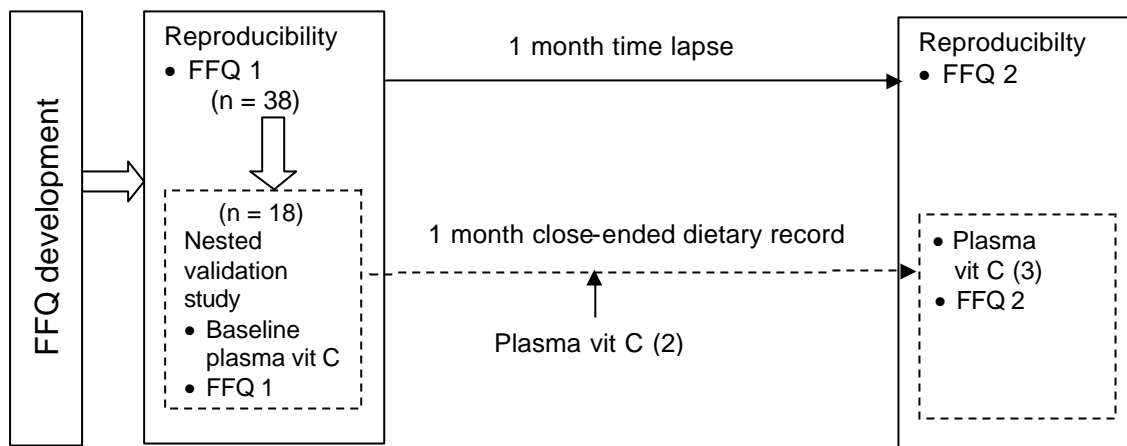 FFQ development
Reproducibility
• FFQ 1
(n = 38)
(n = 18)
Nested
validation
study
• Baseline
plasma vit C
• FFQ 1
1 month time lapse
1 month close-ended dietary record
Plasma vit C (2)
Reproducibilty
• FFQ 2
• Plasma
vit C (3)
• FFQ 2